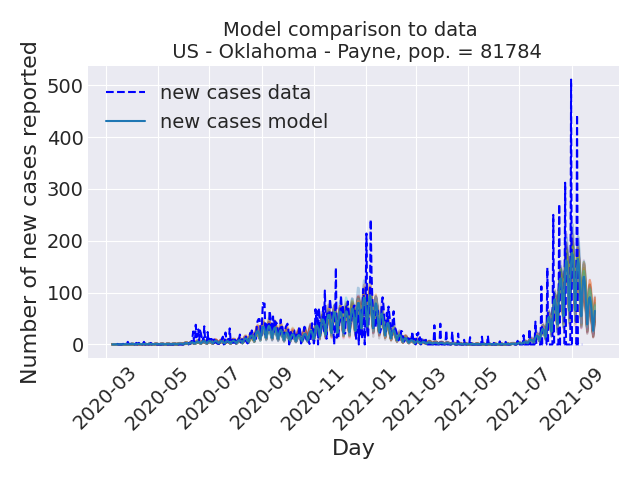 Model comparison to data
US - Oklahoma - Payne, pop. = 81784
new cases data
new cases model
Number of new cases reported
500
400
300
200
100
0
2020-03
2020-05
2020-07
2020-09
2020-11
2021-01
2021-03
2021-05
2021-07
2021-09
Day